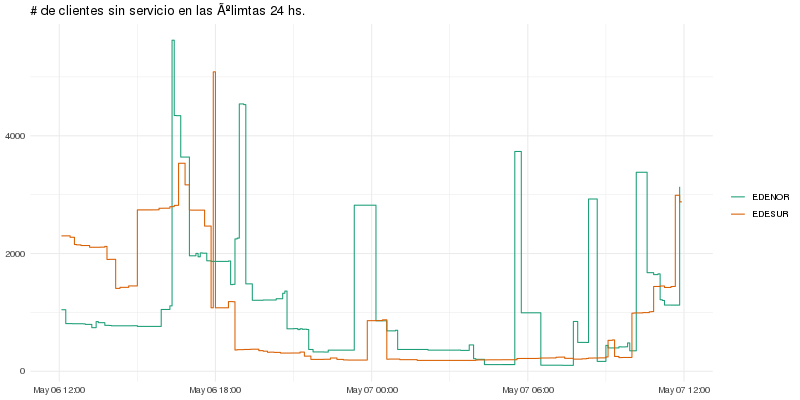 # de clientes sin servicio en las Ãºlimtas 24 hs.
4000
2000
0
May 06 12:00
May 06 18:00
May 07 00:00
May 07 06:00
May 07 12:00
EDENOR
EDESUR